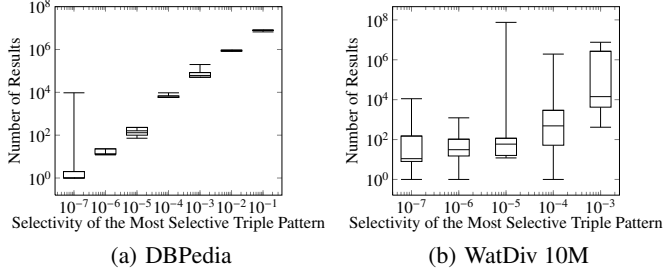 10^8
10^6
10^4
10^2
10^0
Number of Results
10^-7 10^-6 10^-5 10^-4 10^-3 10^-2 10^-1
Selectivity of the Most Selective Triple Pattern
(a) DBPedia
10^8
10^6
10^4
10^2
10^0
Number of Results
10^-7 10^-6 10^-5 10^-4 10^-3
Selectivity of the Most Selective Triple Pattern
(b) WatDiv 10M